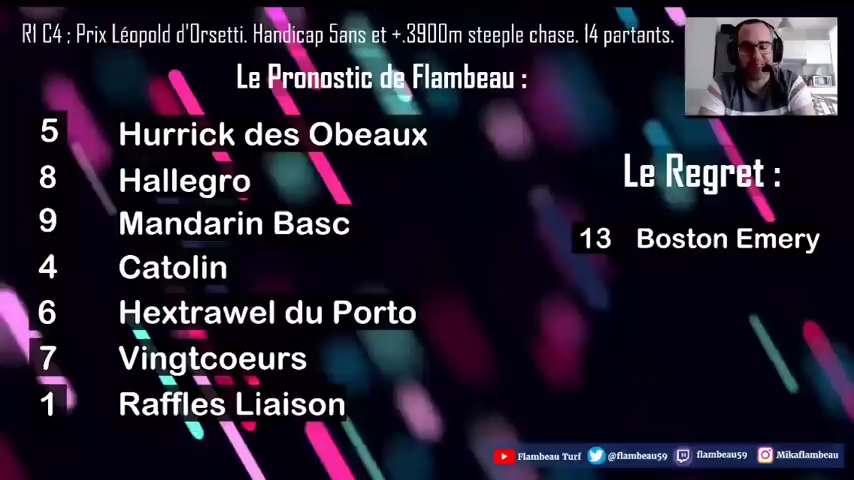 R1 C4 ; Prix Léopold d'Orsetti. Handicap 5ans et +.3900m steeple chase. 14 partants.
Le Pronostic de Flambeau :
5 Hurrick des Obeaux
8 Hallegro
9 Mandarin Basc
4 Catolin
6 Hextrawel du Porto
7 Vingtcoeurs
1 Raffles Liaison
Le Regret :
13 Boston Emery
Flambeau Turf @flambeau59 flambeau59 Mikaflambeau